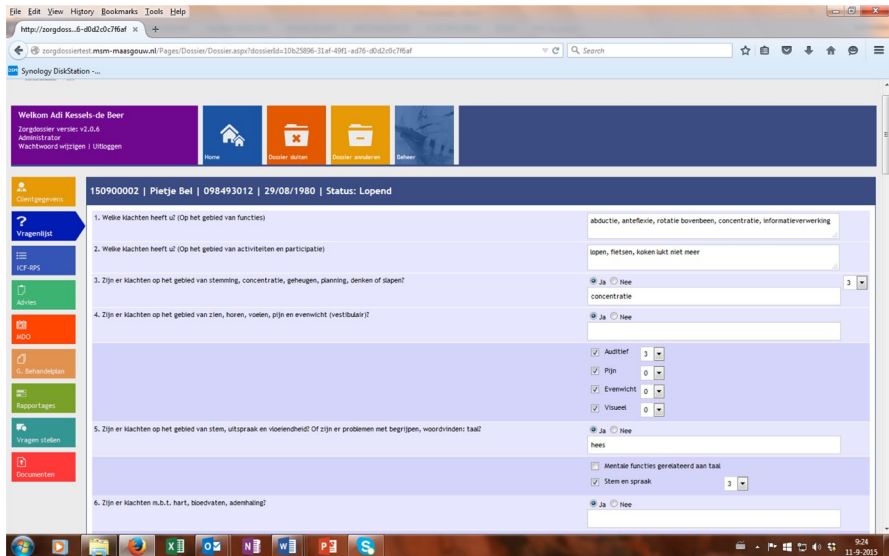 File Edit View History Bookmarks Tools Help
http://zorgdoss...6-d0d2c0c7f6af × +
zorgdossiertest.msm-maasgouw.nl/Pages/Dossier/Dossier.aspx?dossierId=10b25896-31af-49f1-ad76-d0d2c0c7f6af
Search
Synology DiskStation -...
Welkom Adi Kessels-de Beer
Zorgdossier versie: v2.0.6
Administrator
Wachtwoord wijzigen | Uitloggen
Home
Dossier sluiten
Dossier annuleren
Beheer
Clientgegevens
Vragenlijst
ICF-RPS
Advies
MDO
G. Behandelplan
Rapportages
Vragen stellen
Documenten
150900002 | Pietje Bel | 098493012 | 29/08/1980 | Status: Lopend
1. Welke klachten heeft u? (Op het gebied van functies)
abductie, anteflexie, rotatie bovenbeen, concentratie, informatieverwerking
2. Welke klachten heeft u? (Op het gebied van activiteiten en participatie)
lopen, fietsen, koken lukt niet meer
3. Zijn er klachten op het gebied van stemming, concentratie, geheugen, planning, denken of slapen?
Ja Nee 3
concentratie
4. Zijn er klachten op het gebied van zien, horen, voelen, pijn en evenwicht (vestibulair)?
Ja Nee
Auditief 3
Pijn 0
Evenwicht 0
Visueel 0
5. Zijn er klachten op het gebied van stem, uitspraak en vloeiendheid? Of zijn er problemen met begrijpen, woordvinden: taal?
Ja Nee
hees
Mentale functies gerelateerd aan taal
Stem en spraak 3
6. Zijn er klachten m.b.t. hart, bloedvaten, ademhaling?
Ja Nee
9:24
11-9-2015